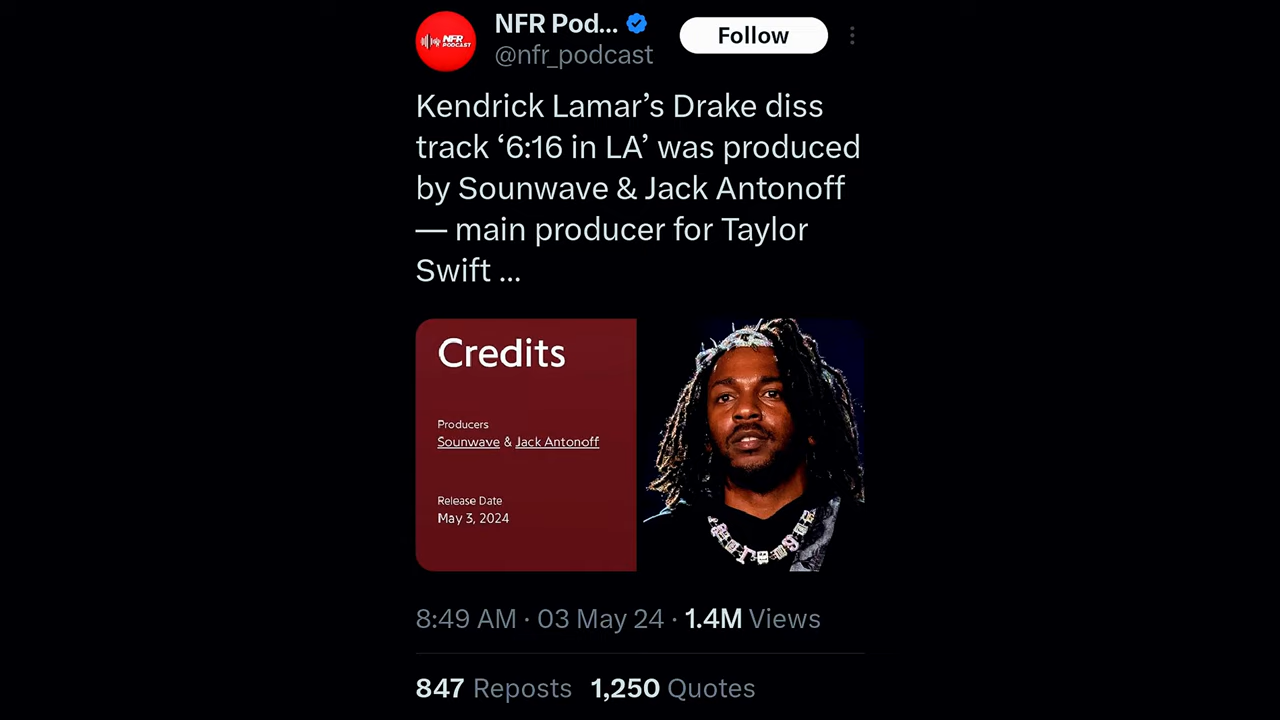 NFR Pod...
@nfr_podcast
Follow
NFR
PODCAST
Kendrick Lamar’s Drake diss
track ‘6:16 in LA’ was produced
by Sounwave & Jack Antonoff
— main producer for Taylor
Swift ...
Credits
Producers
Sounwave & Jack Antonoff
Release Date
May 3, 2024
8:49 AM · 03 May 24 · 1.4M Views
847 Reposts 1,250 Quotes